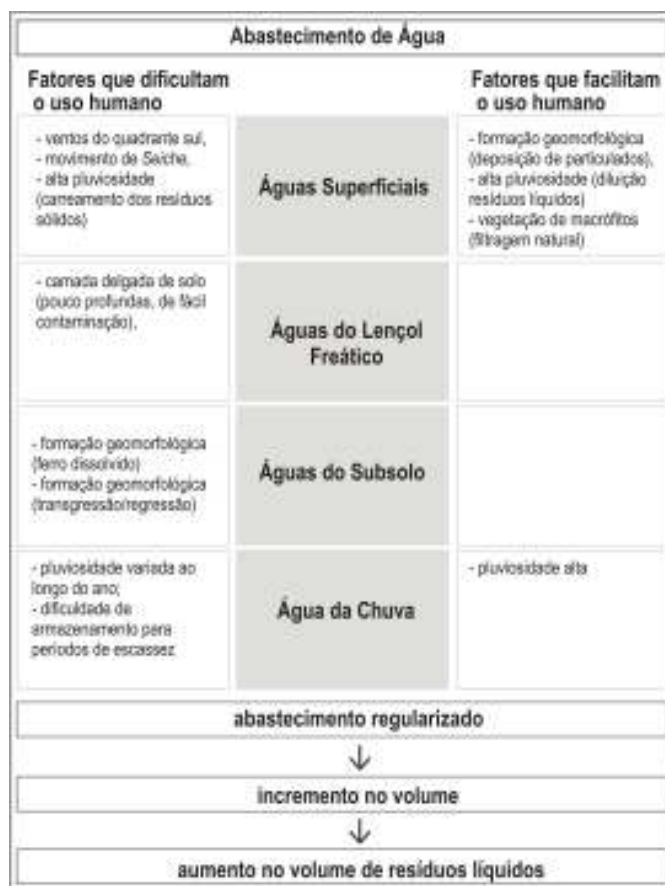 Abastecimento de Água
Fatores que dificultam
o uso humano
Fatores que facilitam
o uso humano
- ventos do quadrante sul,
- movimento de Seiche,
- alta pluviosidade
(carreamento dos resíduos
sólidos)
Águas Superficiais
- formação geomorfológica
(deposição de particulados),
- alta pluviosidade (diluição
resíduos líquidos)
- vegetação de macrófitos
(filtragem natural)
- camada delgada de solo
(pouco profundas, de fácil
contaminação),
Águas do Lençol
Freático
- formação geomorfológica
(ferro dissolvido)
- formação geomorfológica
(transgressão/regressão)
Águas do Subsolo
- pluviosidade variada ao
longo do ano;
- dificuldade de
armazenamento para
períodos de escassez
Água da Chuva
- pluviosidade alta
abastecimento regularizado
incremento no volume
aumento no volume de resíduos líquidos